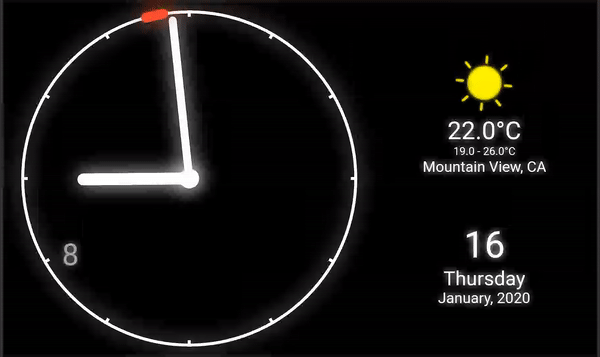 8
22.0°C
19.0 - 26.0°C
Mountain View, CA
16
Thursday
January, 2020